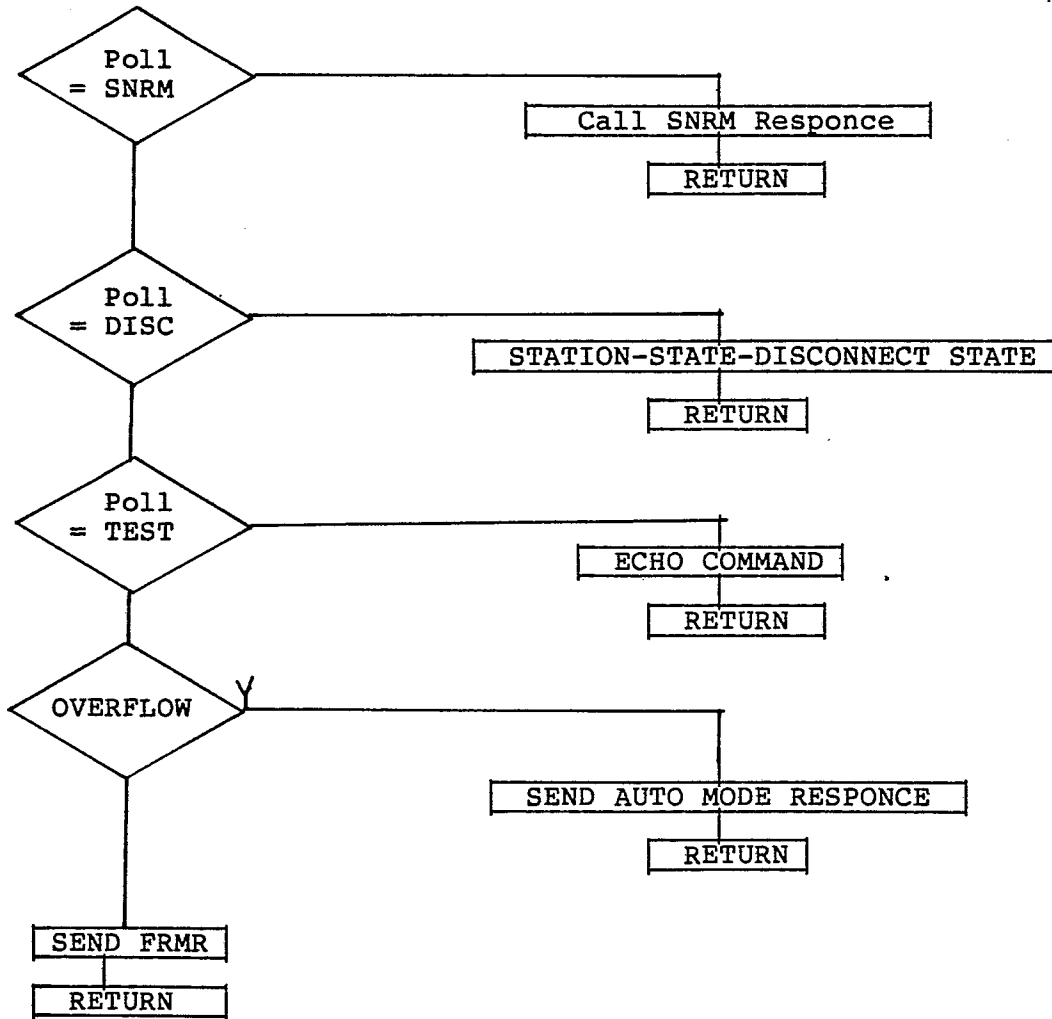 Poll
= SNRM
Call SNRM Responce
RETURN
Poll
= DISC
STATION-STATE-DISCONNECT STATE
RETURN
Poll
= TEST
ECHO COMMAND
RETURN
OVERFLOW
Y
SEND AUTO MODE RESPONCE
RETURN
SEND FRMR
RETURN